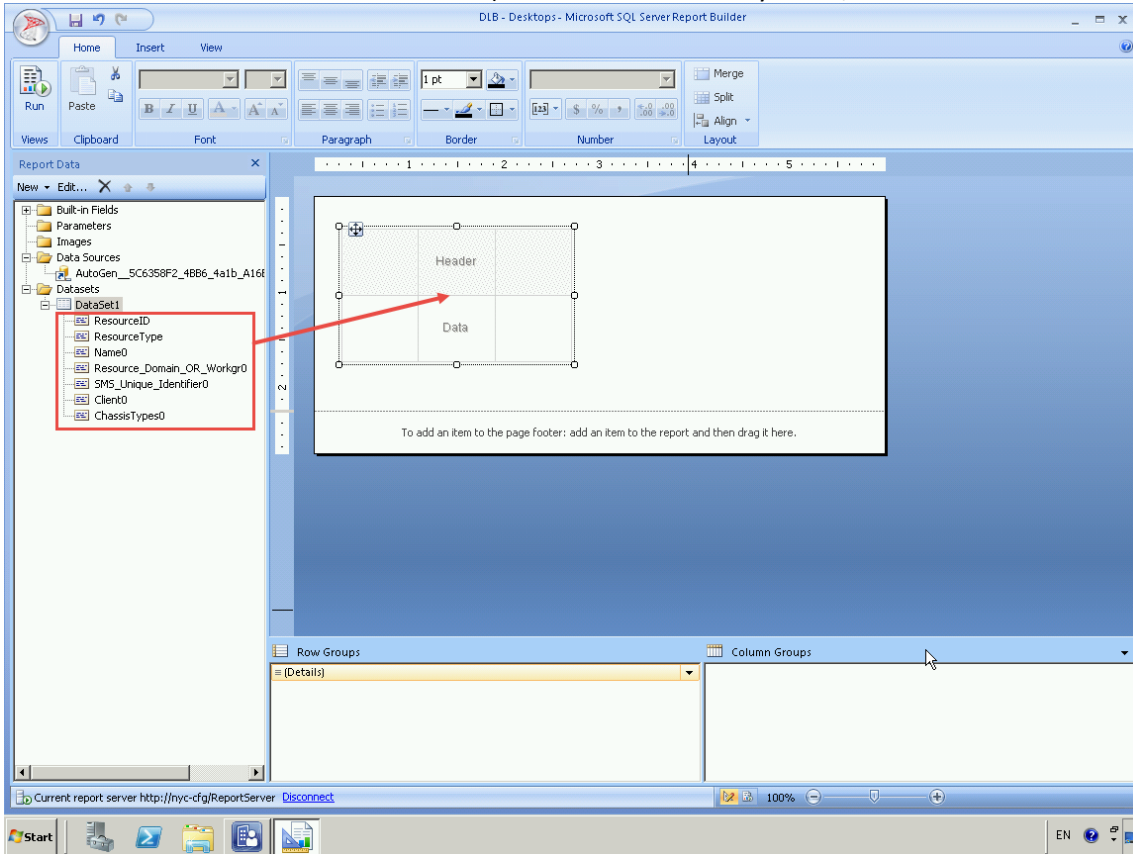 DLB - Desktops - Microsoft SQL Server Report Builder
Home Insert View
Run Paste 1 pt Merge
Split
B I U A A A $ % , Align
Views Clipboard Font Paragraph Border Number Layout
Report Data
New Edit...
1 2 3 4 5
Built-in Fields
Parameters
Images
Data Sources
AutoGen__5C6358F2_4BB6_4a1b_A16E
Datasets
DataSet1
ResourceID
ResourceType
Name0
Resource_Domain_OR_Workgr0
SMS_Unique_Identifier0
Client0
ChassisTypes0
Header
Data
1
2
To add an item to the page footer: add an item to the report and then drag it here.
Row Groups Column Groups
(Details)
Current report server http://nyc-cfg/ReportServer Disconnect 100%
Start EN